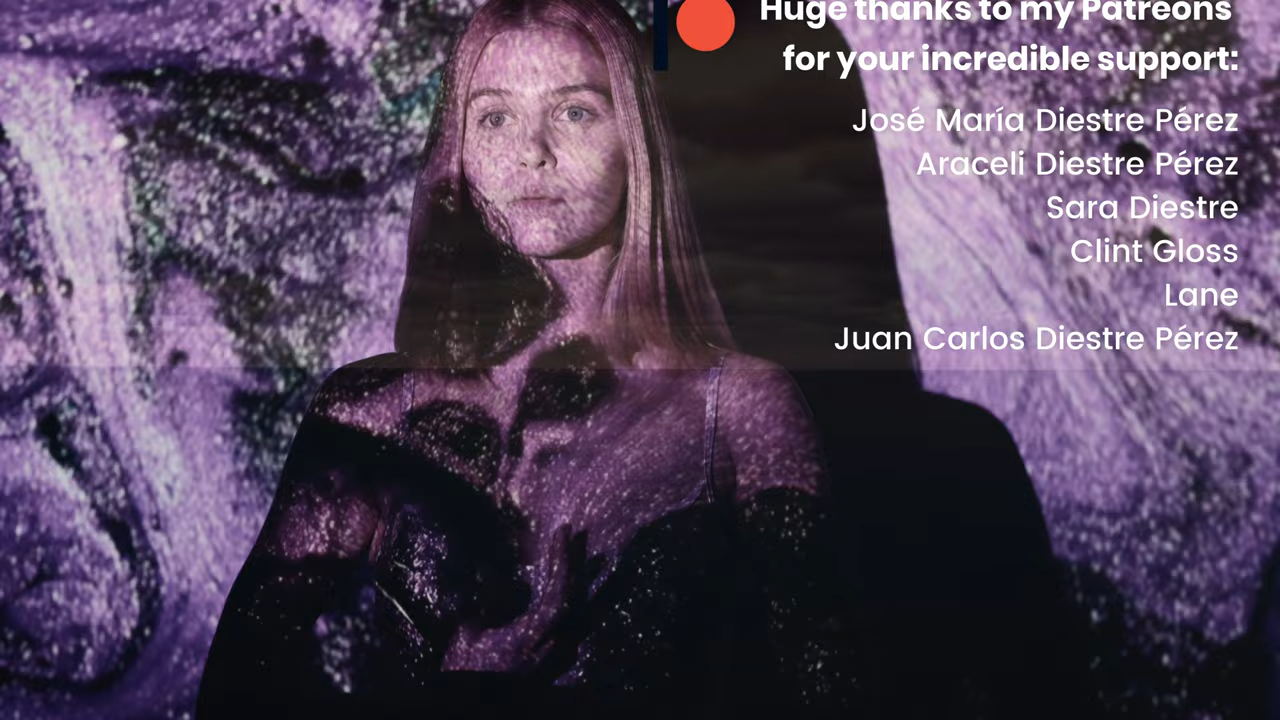 Huge thanks to my Patreons
for your incredible support:
José María Diestre Pérez
Araceli Diestre Pérez
Sara Diestre
Clint Gloss
Lane
Juan Carlos Diestre Pérez